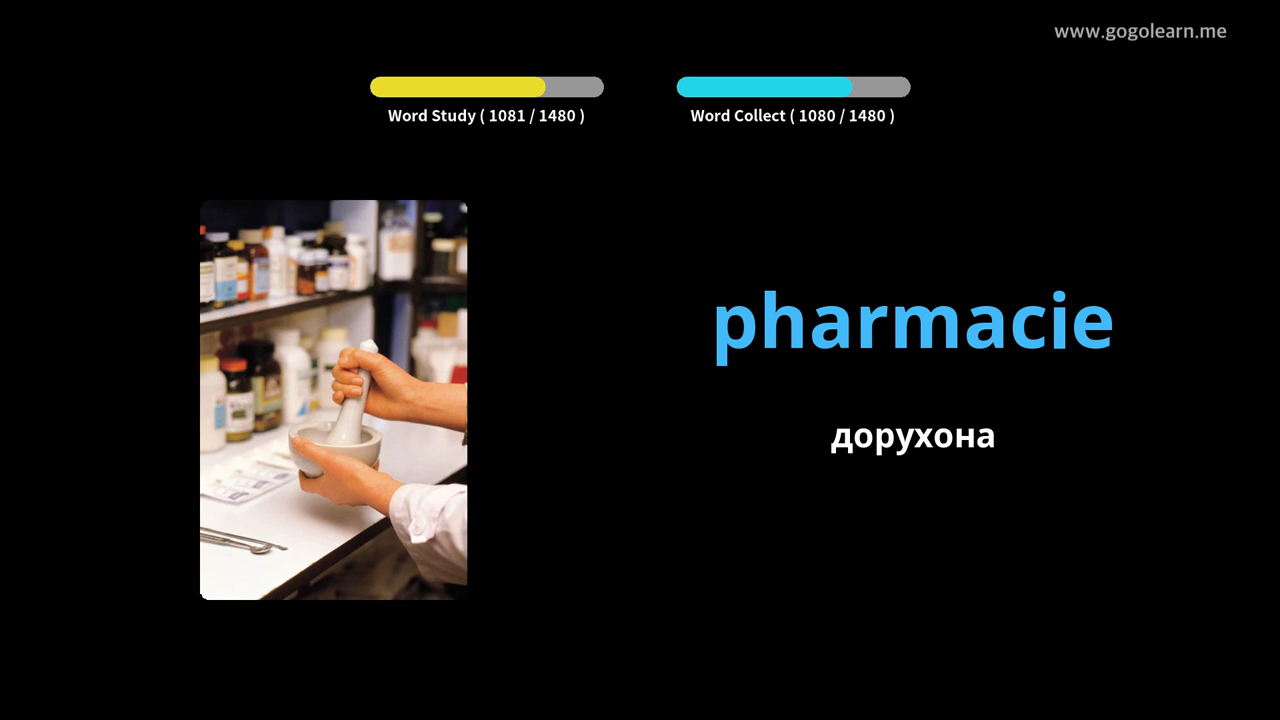 www.gogolearn.me
Word Study ( 1081 / 1480 )
Word Collect ( 1080 / 1480 )
pharmacie
дорухона